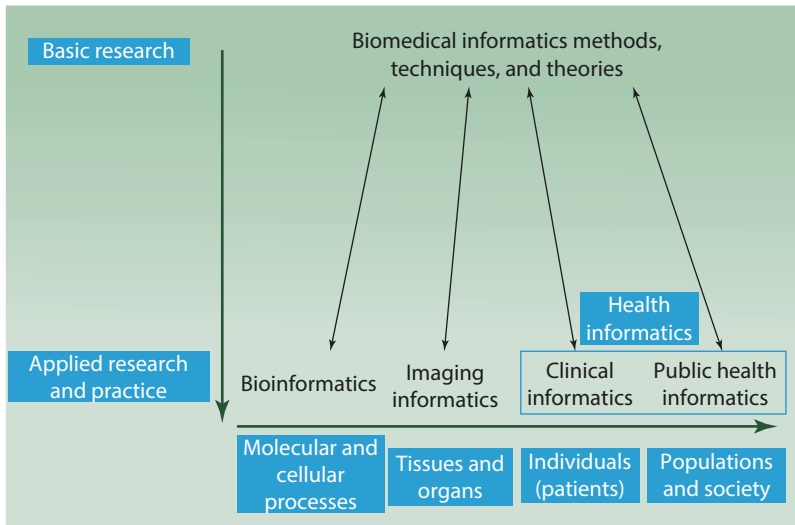 Basic research
Biomedical informatics methods,
techniques, and theories
Health
informatics
Applied research
and practice
Bioinformatics
Imaging
informatics
Clinical
informatics
Public health
informatics
Molecular and
cellular
processes
Tissues and
organs
Individuals
(patients)
Populations
and society